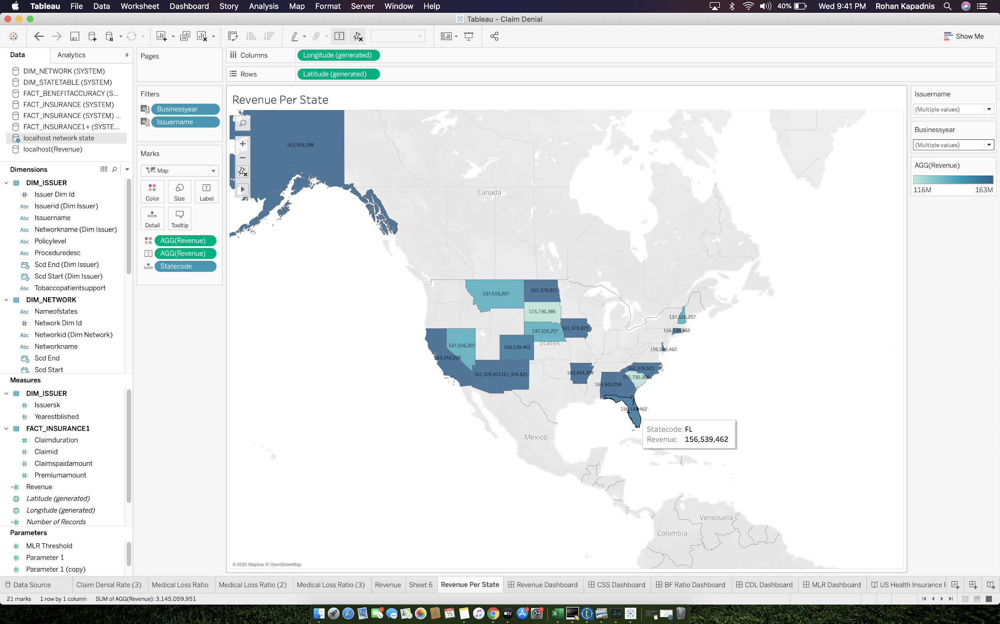 Tableau File Data Worksheet Dashboard Story Analysis Map Format Server Window Help 40% Wed 9:41 PM Rohan Kapadnis
Tableau - Claim Denial
Show Me
Data Analytics
DIM_NETWORK (SYSTEM)
DIM_STATETABLE (SYSTEM)
FACT_BENEFITACCURACY (S...
FACT_INSURANCE (SYSTEM)
FACT_INSURANCE (SYSTEM) ...
FACT_INSURANCE1+ (SYSTE...
localhost network state
localhost(Revenue)
Dimensions
DIM_ISSUER
# Issuer Dim Id
Abc Issuerid (Dim Issuer)
Abc Issuername
Abc Networkname (Dim Issuer)
Abc Policylevel
Abc Proceduredesc
Scd End (Dim Issuer)
Scd Start (Dim Issuer)
Abc Tobaccopatientsupport
DIM_NETWORK
Abc Nameofstates
# Network Dim Id
Abc Networkid (Dim Network)
Abc Networkname
Scd End
Scd Start
Measures
DIM_ISSUER
# Issuersk
# Yearestblished
FACT_INSURANCE1
# Claimduration
# Claimid
# Claimspaidamount
# Premiumamount
=# Revenue
Latitude (generated)
Longitude (generated)
=# Number of Records
Parameters
# MLR Threshold
# Parameter 1
# Parameter 1 (copy)
Pages
Filters
Businessyear
Issuername
Marks
Map
Color Size Label
Detail Tooltip
AGG(Revenue)
AGG(Revenue)
Statecode
Columns Longitude (generated)
Rows Latitude (generated)
Revenue Per State
163,343,298
Canada
137,516,207
161,378,821
115,730,386
137,516,207
137,516,207
161,378,821
156,539,462
United
States
137,516,207
156,539,462
163,343,298
156,539,462
161,378,821
161,378,821
163,343,298
161,378,821
115,730,386
163,343,298
156,539,462
Statecode: FL
Revenue: 156,539,462
Mexico
Venezuela
Colombia
© 2020 Mapbox © OpenStreetMap
Issuername
(Multiple values)
Businessyear
(Multiple values)
AGG(Revenue)
116M 163M
Data Source Claim Denial Rate (3) Medical Loss Ratio Medical Loss Ratio (2) Medical Loss Ratio (3) Revenue Sheet 6 Revenue Per State Revenue Dashboard CSS Dashboard BF Ratio Dashboard CDL Dashboard MLR Dashboard US Health Insurance
21 marks 1 row by 1 column SUM of AGG(Revenue): 3,145,059,951